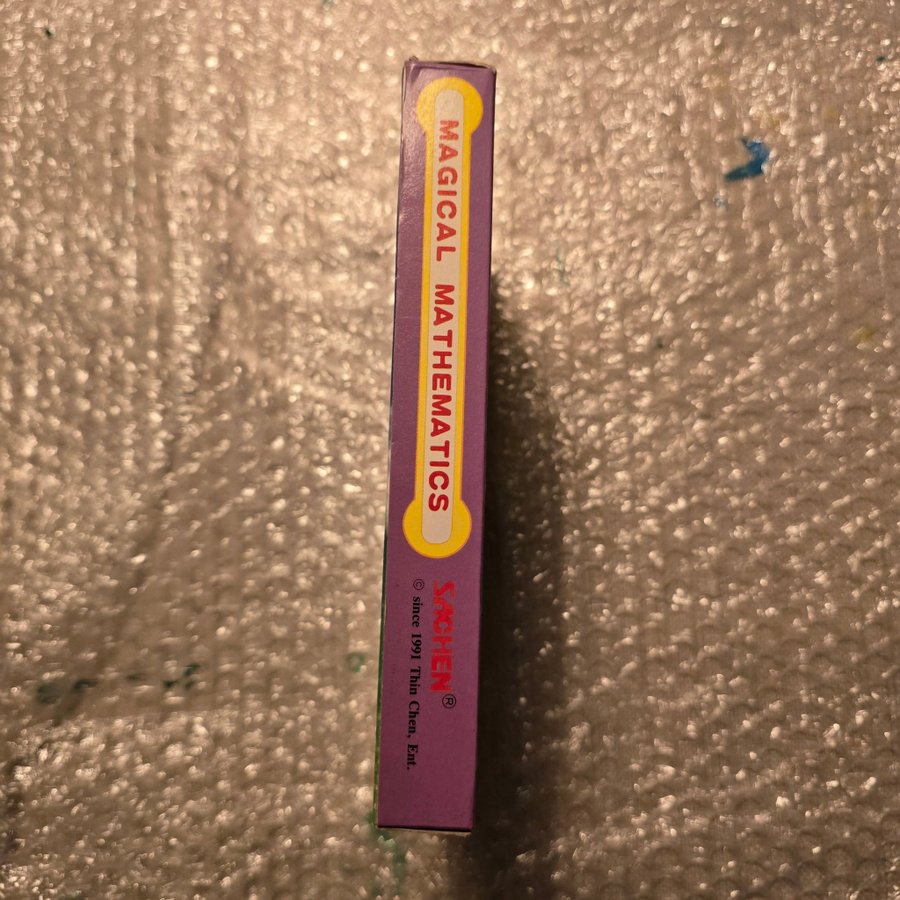 MAGICAL MATHEMATICS
SACHEN®
© since 1991 Thin Chen, Ent.